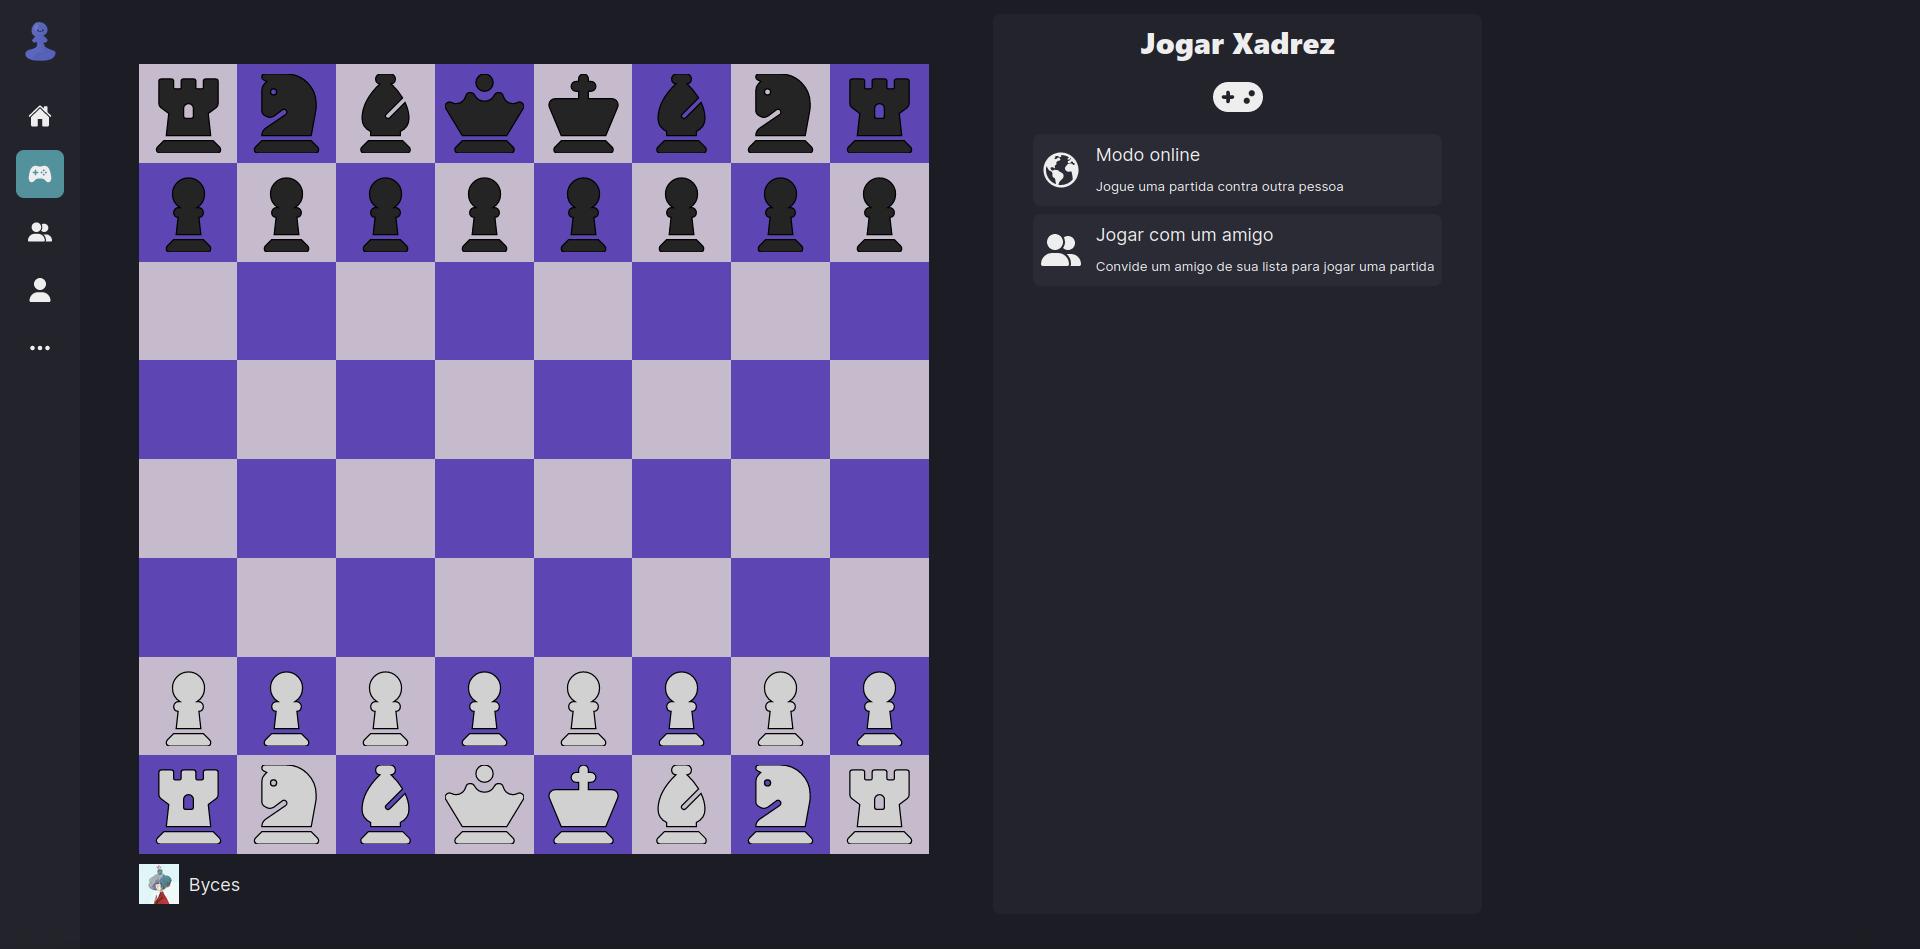 Jogar Xadrez
Modo online
Jogue uma partida contra outra pessoa
Jogar com um amigo
Convide um amigo de sua lista para jogar uma partida
Byces